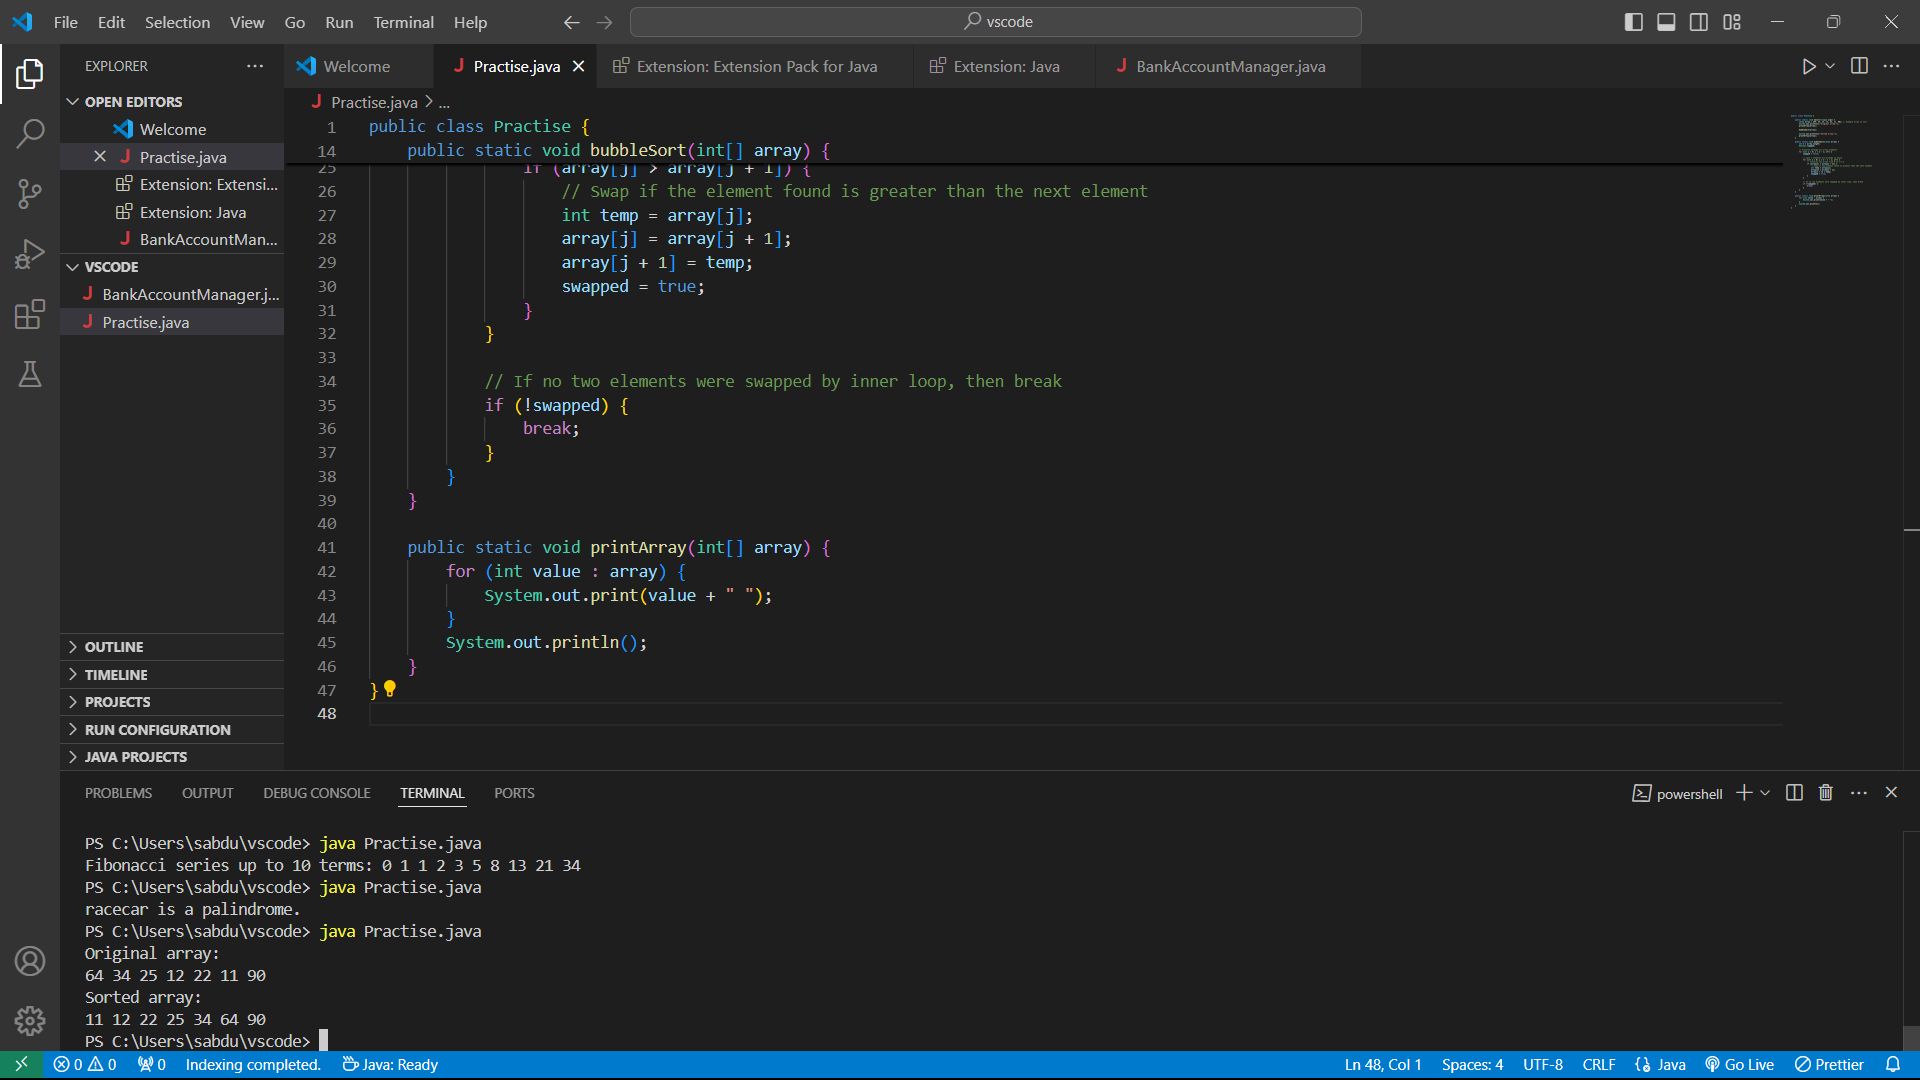 File Edit Selection View Go Run Terminal Help
vscode
EXPLORER
OPEN EDITORS
Welcome
Practise.java
Extension: Extensi...
Extension: Java
BankAccountMan...
VSCODE
BankAccountManager.j...
Practise.java
OUTLINE
TIMELINE
PROJECTS
RUN CONFIGURATION
JAVA PROJECTS
Welcome Practise.java Extension: Extension Pack for Java Extension: Java BankAccountManager.java
Practise.java > ...
1 public class Practise {
14 public static void bubbleSort(int[] array) {
25 if (array[j] > array[j + 1]) {
26 // Swap if the element found is greater than the next element
27 int temp = array[j];
28 array[j] = array[j + 1];
29 array[j + 1] = temp;
30 swapped = true;
31 }
32 }
33
34 // If no two elements were swapped by inner loop, then break
35 if (!swapped) {
36 break;
37 }
38 }
39 }
40
41 public static void printArray(int[] array) {
42 for (int value : array) {
43 System.out.print(value + " ");
44 }
45 System.out.println();
46 }
47 }
48
PROBLEMS OUTPUT DEBUG CONSOLE TERMINAL PORTS
powershell
PS C:\Users\sabdu\vscode> java Practise.java
Fibonacci series up to 10 terms: 0 1 1 2 3 5 8 13 21 34
PS C:\Users\sabdu\vscode> java Practise.java
racecar is a palindrome.
PS C:\Users\sabdu\vscode> java Practise.java
Original array:
64 34 25 12 22 11 90
Sorted array:
11 12 22 25 34 64 90
PS C:\Users\sabdu\vscode>
0 0 0 Indexing completed. Java: Ready Ln 48, Col 1 Spaces: 4 UTF-8 CRLF {} Java Go Live Prettier